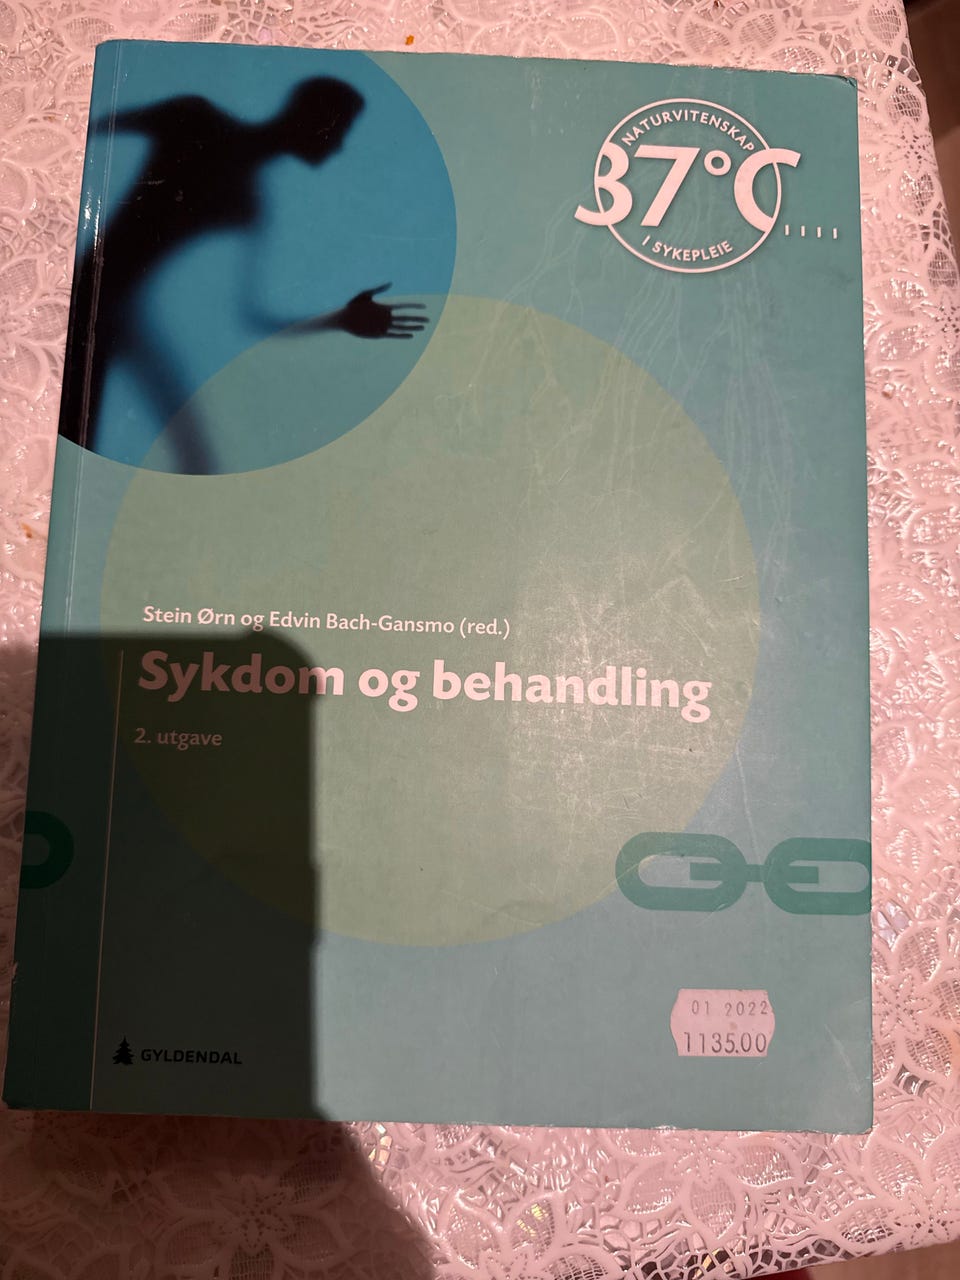 NATURVITENSKAP
37°C
I SYKEPLEIE
Stein Ørn og Edvin Bach-Gansmo (red.)
Sykdom og behandling
2. utgave
01 2022
1135.00
GYLDENDAL